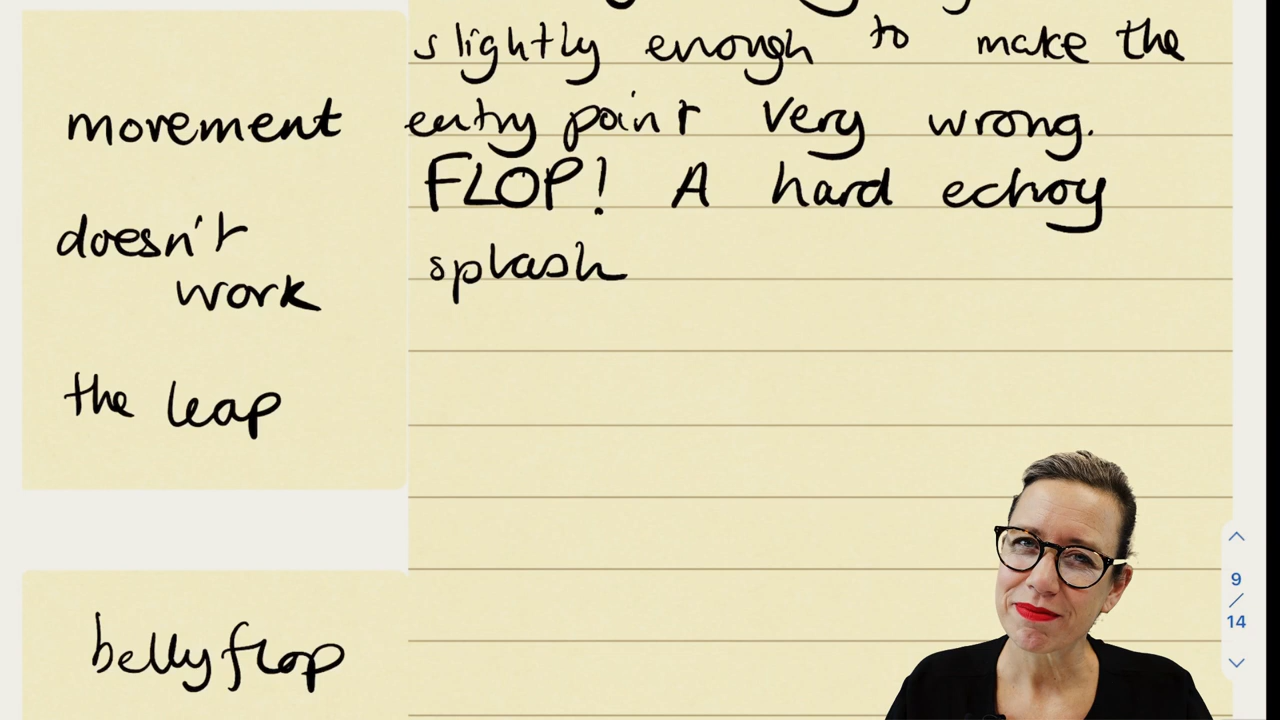 slightly enough to make the
movement
entry point very wrong.
FLOP! A hard echoy
doesn't
work
splash
the leap
bellyflop
9
/
14